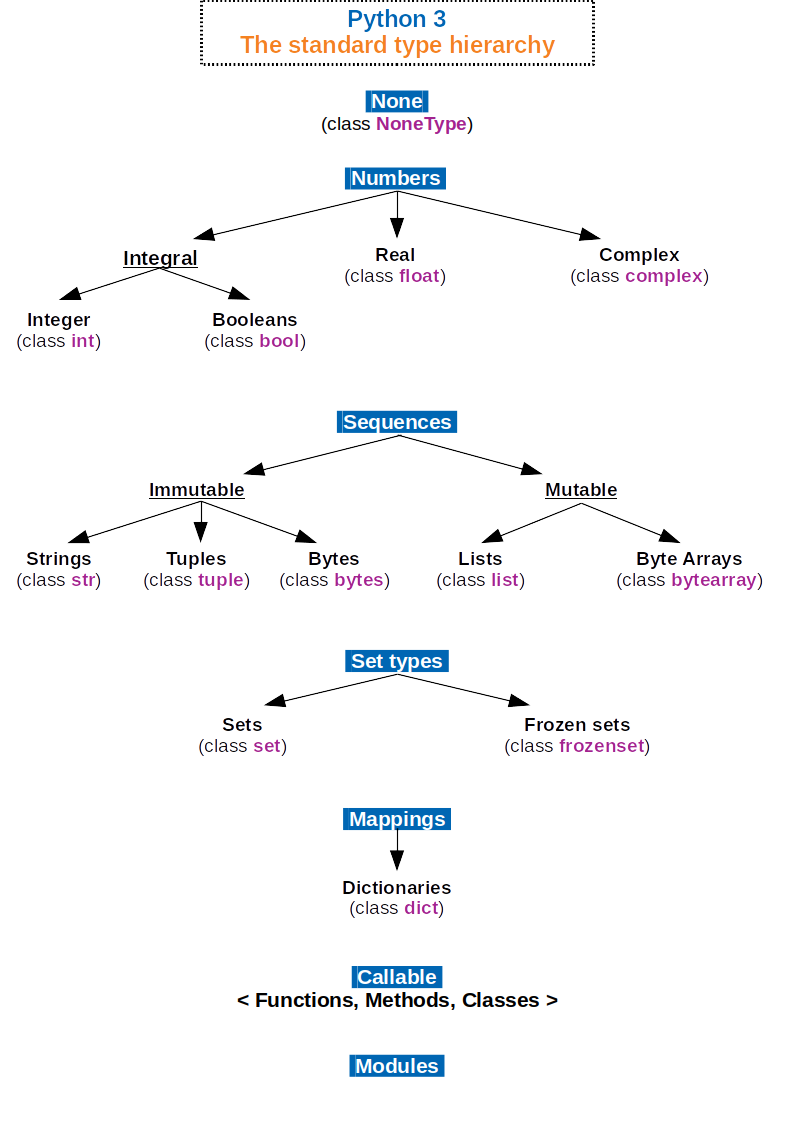 Python 3
The standard type hierarchy
None
(class NoneType)
Numbers
Integral
Real
(class float)
Complex
(class complex)
Integer
(class int)
Booleans
(class bool)
Sequences
Immutable
Mutable
Strings
(class str)
Tuples
(class tuple)
Bytes
(class bytes)
Lists
(class list)
Byte Arrays
(class bytearray)
Set types
Sets
(class set)
Frozen sets
(class frozenset)
Mappings
Dictionaries
(class dict)
Callable
< Functions, Methods, Classes >
Modules